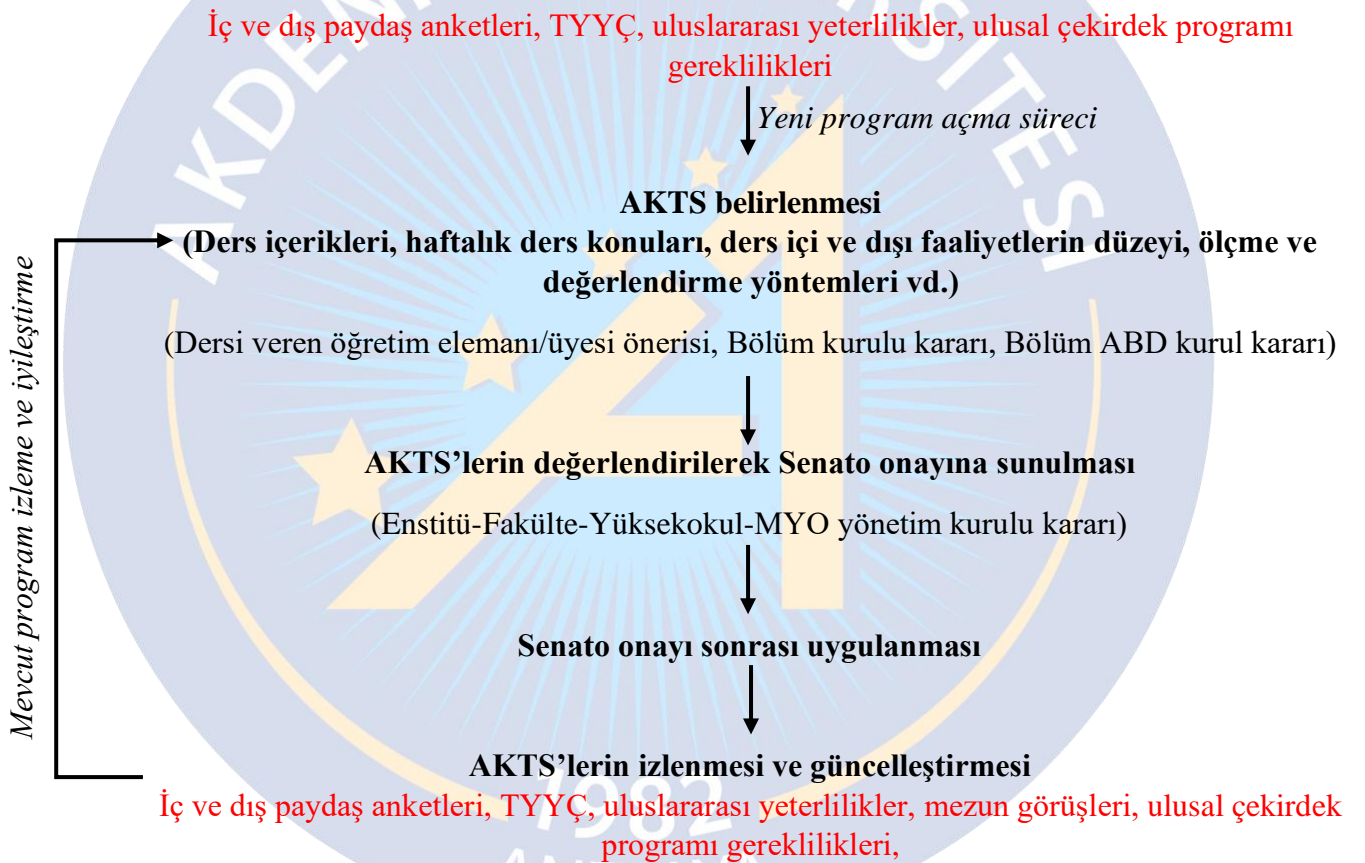 İç ve dış paydaş anketleri, TYYÇ, uluslararası yeterlilikler, ulusal çekirdek programı
gereklilikleri
Yeni program açma süreci
AKTS belirlenmesi
(Ders içerikleri, haftalık ders konuları, ders içi ve dışı faaliyetlerin düzeyi, ölçme ve
değerlendirme yöntemleri vd.)
(Dersi veren öğretim elemanı/üyesi önerisi, Bölüm kurulu kararı, Bölüm ABD kurul kararı)
AKTS’lerin değerlendirilerek Senato onayına sunulması
(Enstitü-Fakülte-Yüksekokul-MYO yönetim kurulu kararı)
Senato onayı sonrası uygulanması
AKTS’lerin izlenmesi ve güncelleştirmesi
İç ve dış paydaş anketleri, TYYÇ, uluslararası yeterlilikler, mezun görüşleri, ulusal çekirdek
programı gereklilikleri,
Mevcut program izleme ve iyileştirme
1982